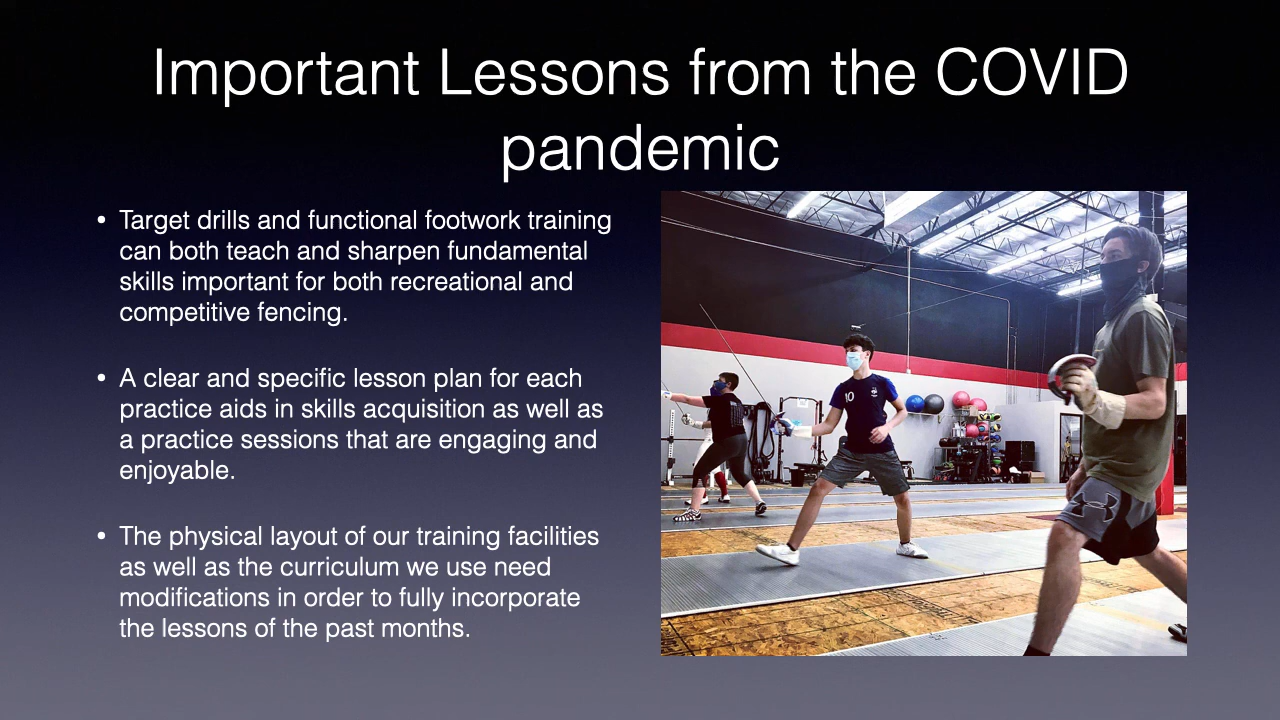 Important Lessons from the COVID
pandemic
• Target drills and functional footwork training
can both teach and sharpen fundamental
skills important for both recreational and
competitive fencing.
• A clear and specific lesson plan for each
practice aids in skills acquisition as well as
a practice sessions that are engaging and
enjoyable.
• The physical layout of our training facilities
as well as the curriculum we use need
modifications in order to fully incorporate
the lessons of the past months.
10